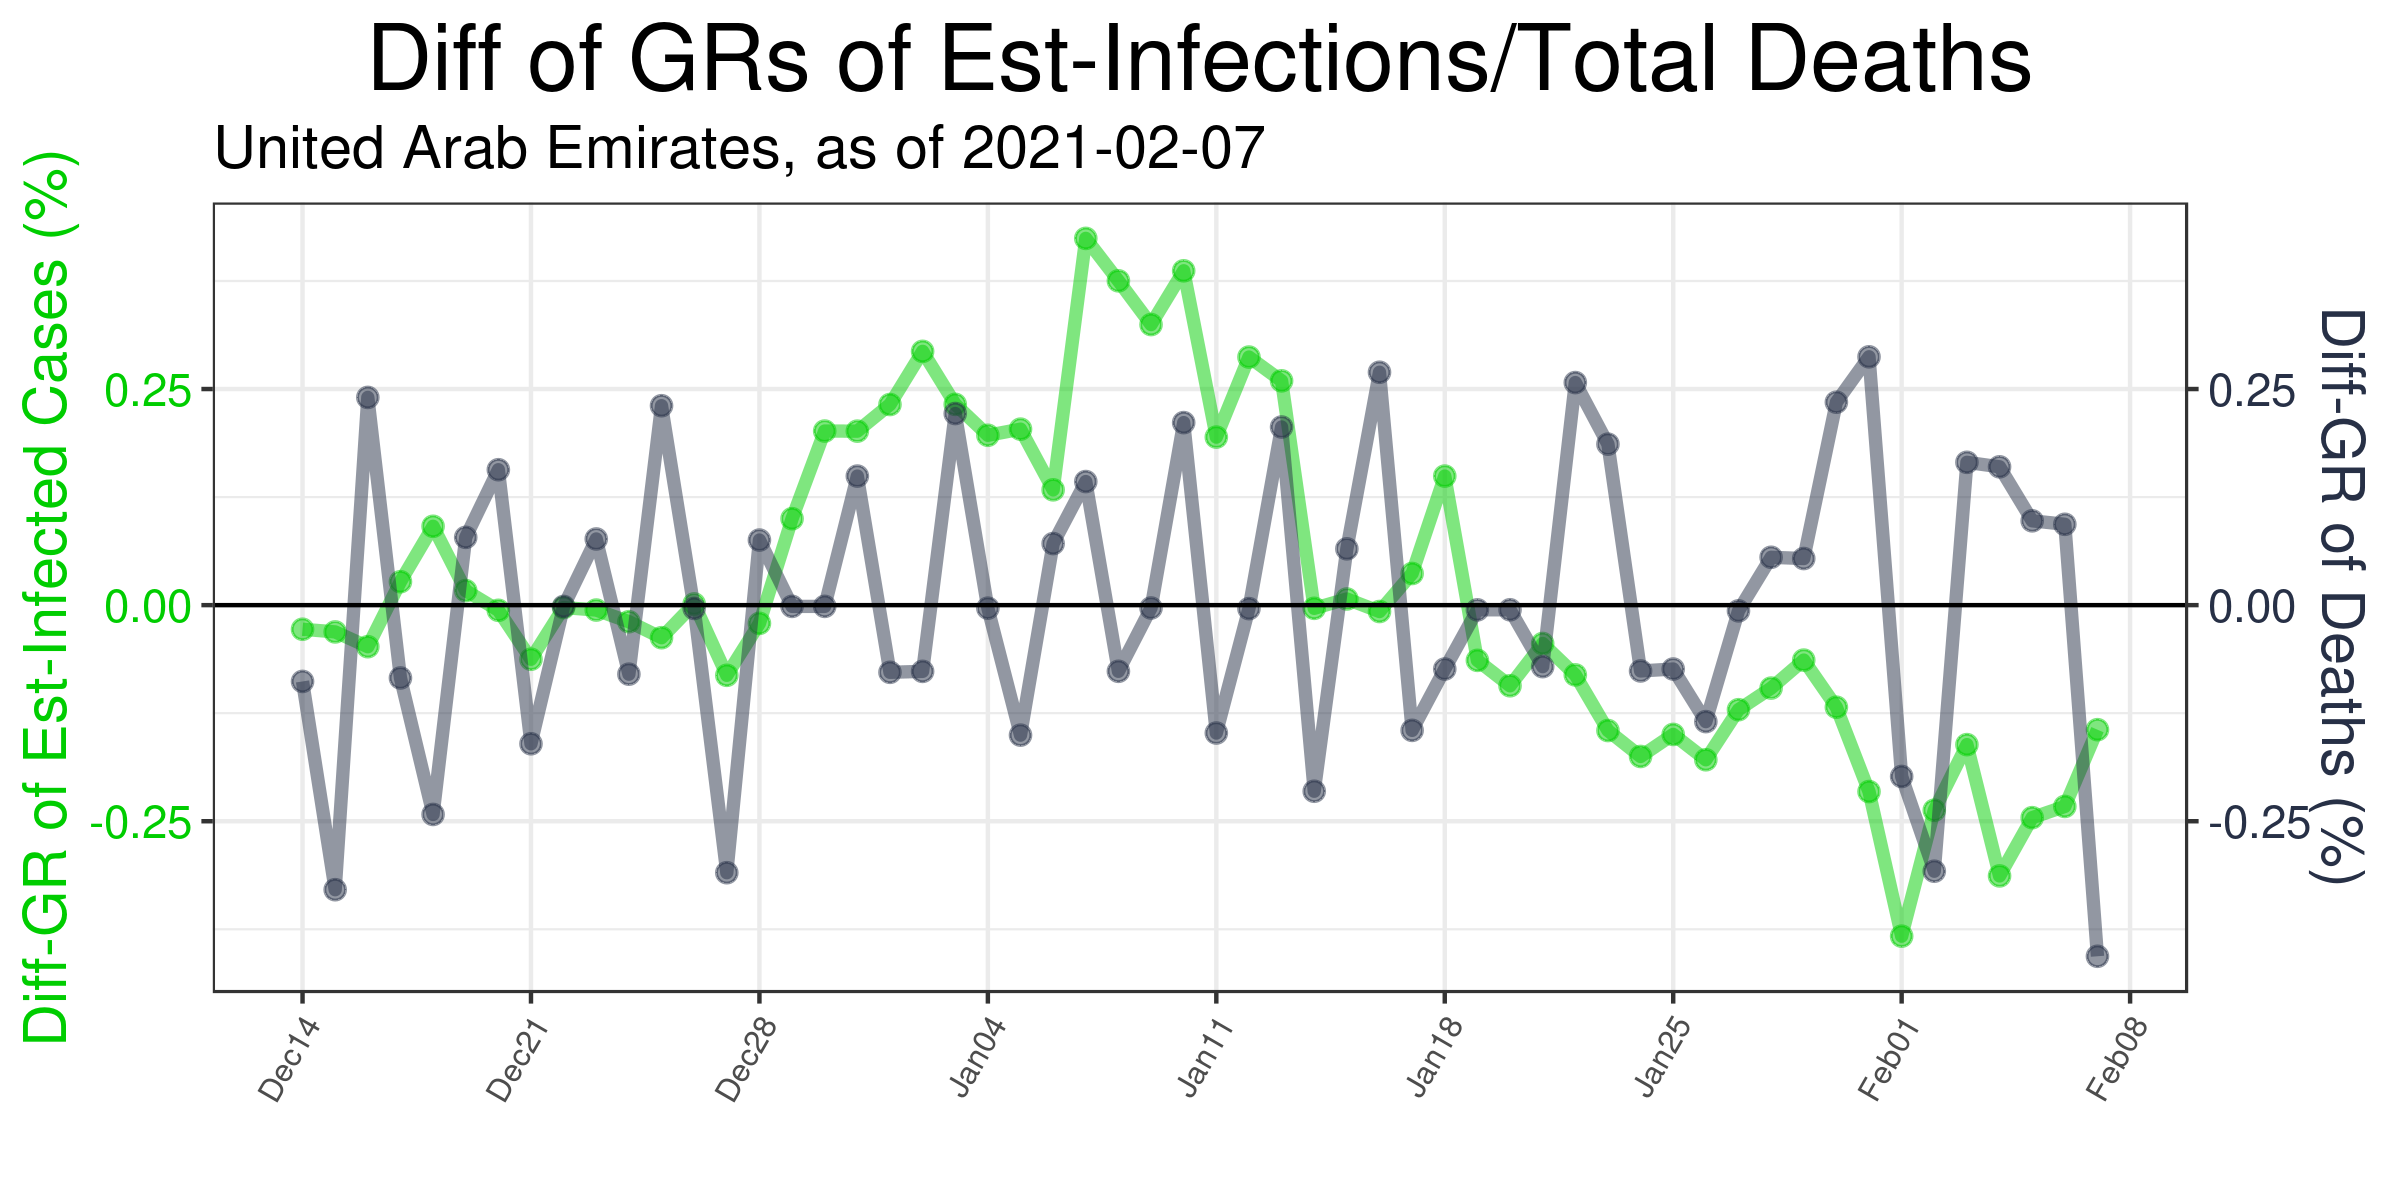 Diff of GRs of Est-Infections/Total Deaths
United Arab Emirates, as of 2021-02-07
Diff-GR of Est-Infected Cases (%)
0.25
0.00
-0.25
0.25
0.00
-0.25
Diff-GR of Deaths (%)
Dec14
Dec21
Dec28
Jan04
Jan11
Jan18
Jan25
Feb01
Feb08